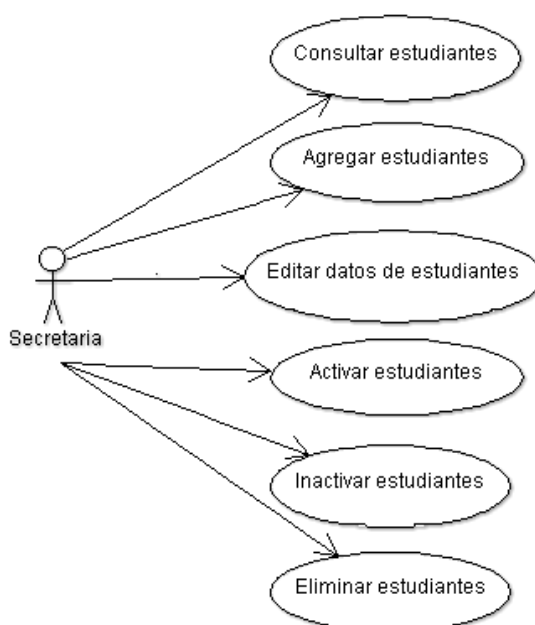 Consultar estudiantes
Agregar estudiantes
Editar datos de estudiantes
Secretaria
Activar estudiantes
Inactivar estudiantes
Eliminar estudiantes